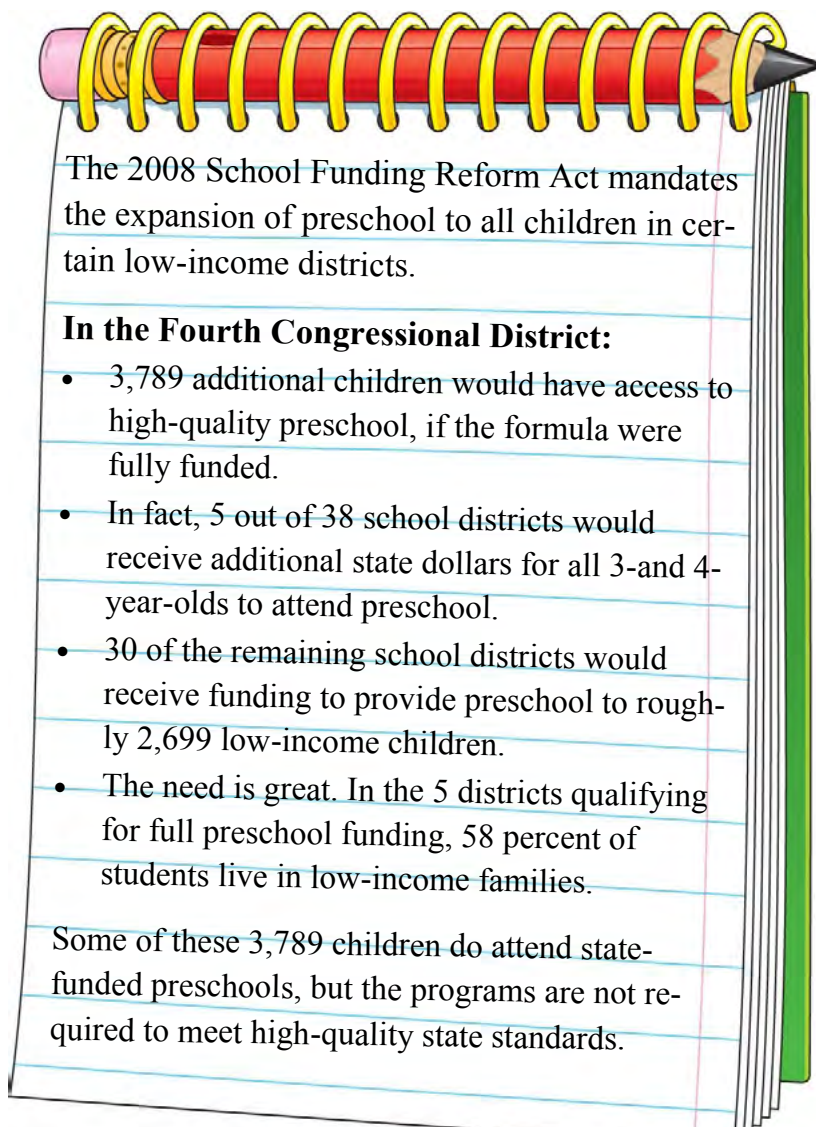 The 2008 School Funding Reform Act mandates
the expansion of preschool to all children in cer-
tain low-income districts.
In the Fourth Congressional District:
• 3,789 additional children would have access to
high-quality preschool, if the formula were
fully funded.
• In fact, 5 out of 38 school districts would
receive additional state dollars for all 3-and 4-
year-olds to attend preschool.
• 30 of the remaining school districts would
receive funding to provide preschool to rough-
ly 2,699 low-income children.
• The need is great. In the 5 districts qualifying
for full preschool funding, 58 percent of
students live in low-income families.
Some of these 3,789 children do attend state-
funded preschools, but the programs are not re-
quired to meet high-quality state standards.